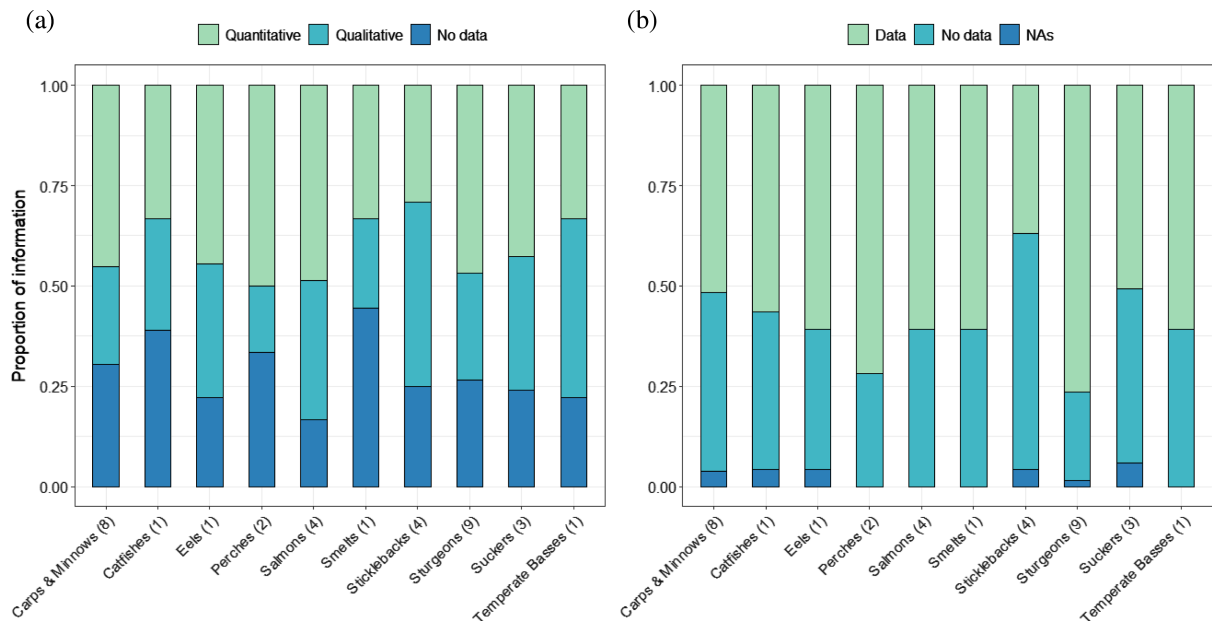 (a)
Quantitative Qualitative No data
Proportion of information
1.00
0.75
0.50
0.25
0.00
Carps & Minnows (8)
Catfishes (1)
Eels (1)
Perches (2)
Salmons (4)
Smelts (1)
Sticklebacks (4)
Sturgeons (9)
Suckers (3)
Temperate Basses (1)
(b)
Data No data NAs
1.00
0.75
0.50
0.25
0.00
Carps & Minnows (8)
Catfishes (1)
Eels (1)
Perches (2)
Salmons (4)
Smelts (1)
Sticklebacks (4)
Sturgeons (9)
Suckers (3)
Temperate Basses (1)